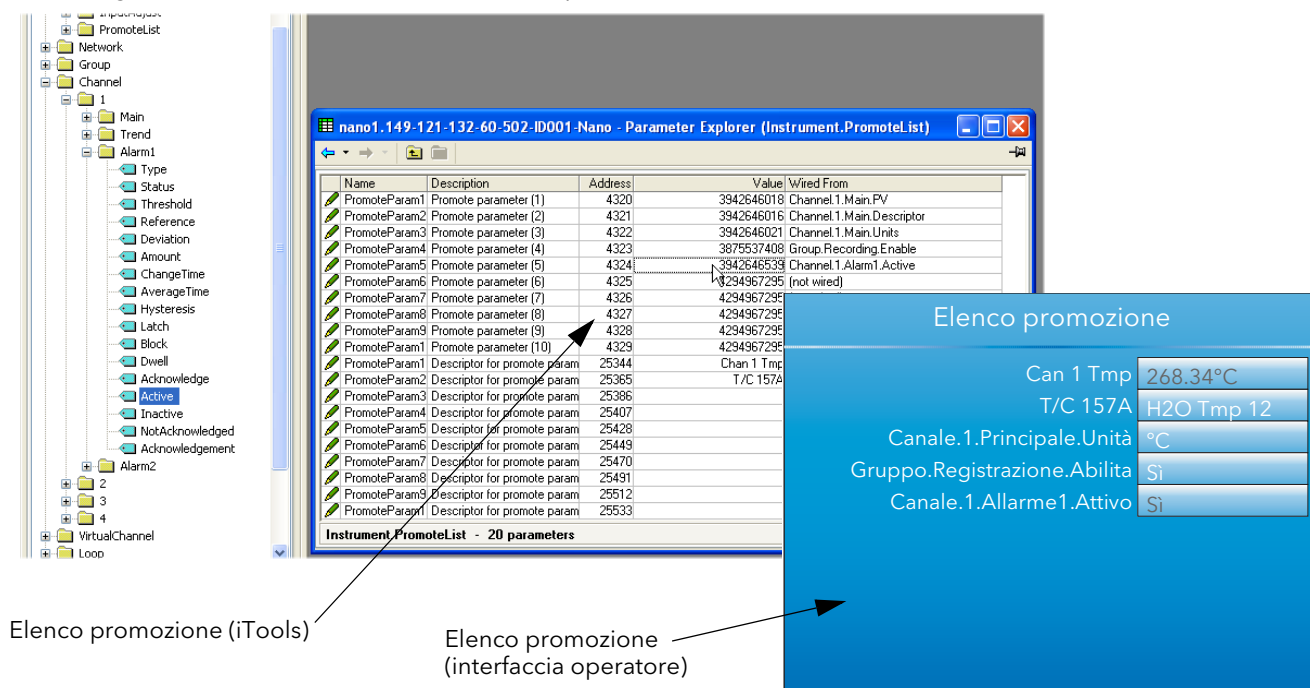 PromoteList
Network
Group
Channel
1
Main
Trend
Alarm1
Type
Status
Threshold
Reference
Deviation
Amount
ChangeTime
AverageTime
Hysteresis
Latch
Block
Dwell
Acknowledge
Active
Inactive
NotAcknowledged
Acknowledgement
Alarm2
2
3
4
VirtualChannel
Loop
nano1.149-121-132-60-502-ID001-Nano - Parameter Explorer (Instrument.PromoteList)
Name Description Address Value Wired From
PromoteParam1 Promote parameter (1) 4320 3942646018 Channel.1.Main.PV
PromoteParam2 Promote parameter (2) 4321 3942646016 Channel.1.Main.Descriptor
PromoteParam3 Promote parameter (3) 4322 3942646021 Channel.1.Main.Units
PromoteParam4 Promote parameter (4) 4323 3875537408 Group.Recording.Enable
PromoteParam5 Promote parameter (5) 4324 3942646539 Channel.1.Alarm1.Active
PromoteParam6 Promote parameter (6) 4325 4294967295 (not wired)
PromoteParam7 Promote parameter (7) 4326 4294967295
PromoteParam8 Promote parameter (8) 4327 4294967295
PromoteParam9 Promote parameter (9) 4328 4294967295
PromoteParam1 Promote parameter (10) 4329 4294967295
PromoteParam1 Descriptor for promote param 25344 Chan 1 Tmp
PromoteParam2 Descriptor for promote param 25365 T/C 157A
PromoteParam3 Descriptor for promote param 25386
PromoteParam4 Descriptor for promote param 25407
PromoteParam5 Descriptor for promote param 25428
PromoteParam6 Descriptor for promote param 25449
PromoteParam7 Descriptor for promote param 25470
PromoteParam8 Descriptor for promote param 25491
PromoteParam9 Descriptor for promote param 25512
PromoteParam1 Descriptor for promote param 25533
Instrument.PromoteList - 20 parameters
Elenco promozione
Can 1 Tmp 268.34°C
T/C 157A H2O Tmp 12
Canale.1.Principale.Unità °C
Gruppo.Registrazione.Abilita Sì
Canale.1.Allarme1.Attivo Sì
Elenco promozione (iTools)
Elenco promozione
(interfaccia operatore)